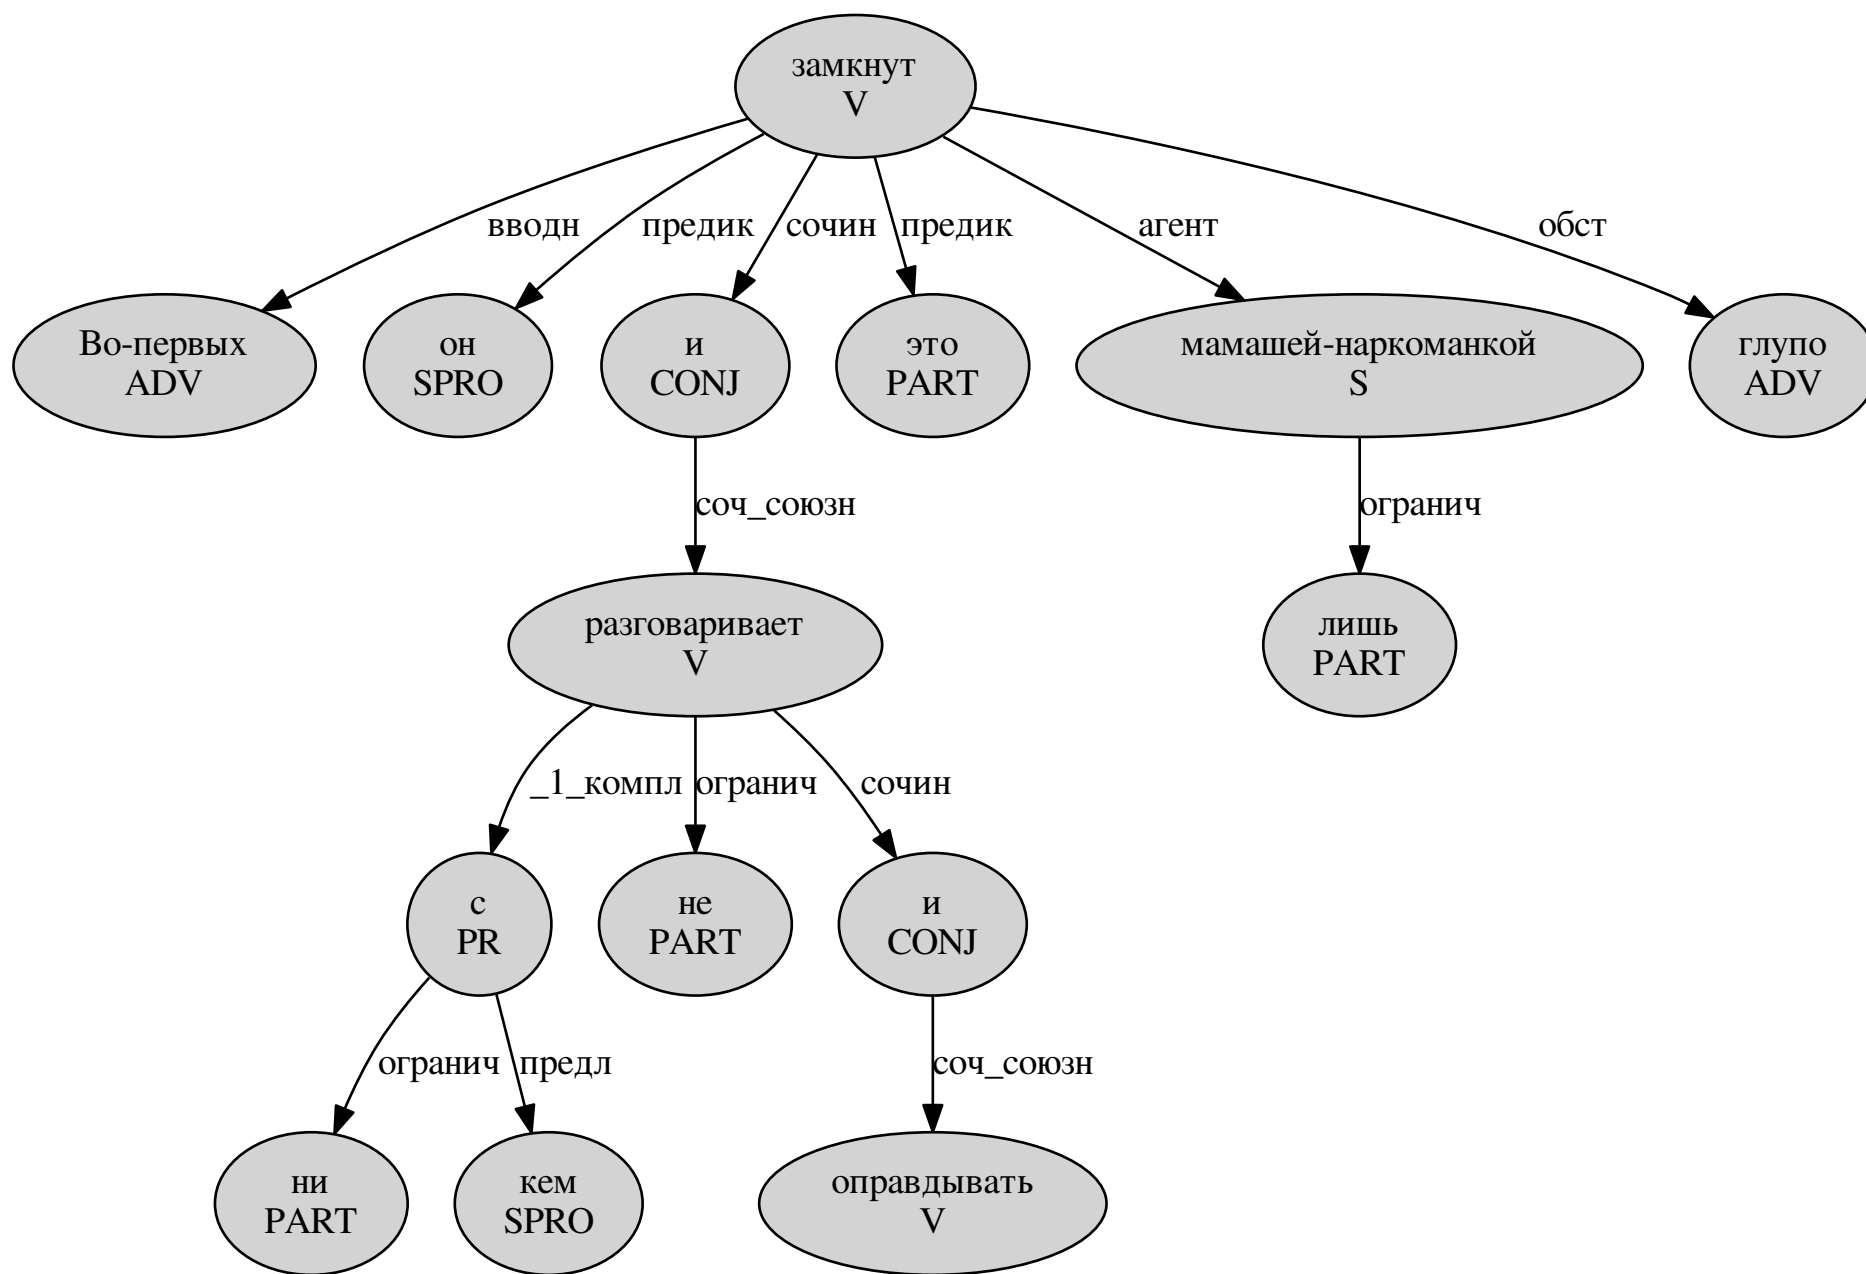 замкнут
V
вводн
предик
сочин
предик
агент
обст
Во-первых
ADV
он
SPRO
и
CONJ
это
PART
мамашей-наркоманкой
S
глупо
ADV
соч_союзн
огранич
разговаривает
V
лишь
PART
_1_компл
огранич
сочин
с
PR
не
PART
и
CONJ
огранич
предл
соч_союзн
ни
PART
кем
SPRO
оправдывать
V